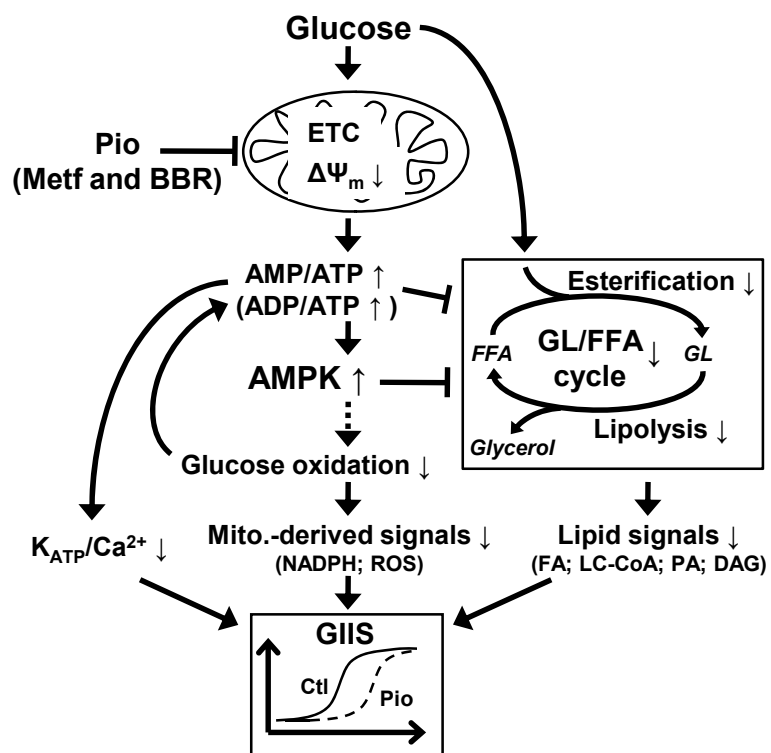 Glucose
ETC
ΔΨm ↓
Pio
(Metf and BBR)
AMP/ATP ↑
(ADP/ATP ↑ )
AMPK ↑
Glucose oxidation ↓
Esterification ↓
FFA
GL/FFA ↓
cycle
GL
Lipolysis ↓
Glycerol
KATP/Ca2+ ↓
Mito.-derived signals ↓
(NADPH; ROS)
Lipid signals ↓
(FA; LC-CoA; PA; DAG)
GIIS
Ctl
Pio